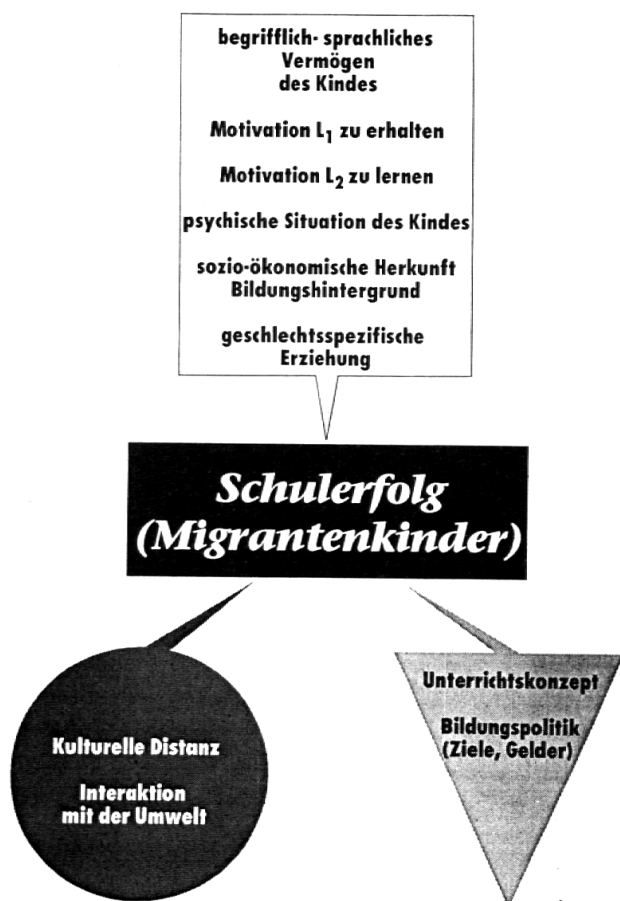 begrifflich- sprachliches
Vermögen
des Kindes
Motivation L₁ zu erhalten
Motivation L₂ zu lernen
psychische Situation des Kindes
sozio-ökonomische Herkunft
Bildungshintergrund
geschlechtsspezifische
Erziehung
Schulerfolg
(Migrantenkinder)
Kulturelle Distanz
Interaktion
mit der Umwelt
Unterrichtskonzept
Bildungspolitik
(Ziele, Gelder)